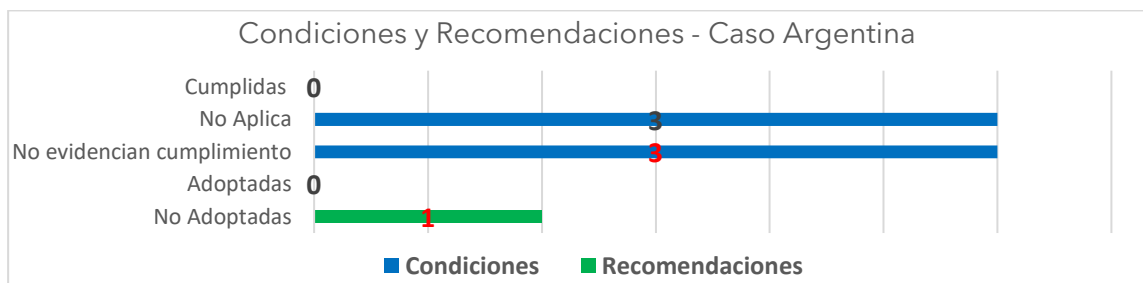 Condiciones y Recomendaciones - Caso Argentina
Cumplidas 0
No Aplica 3
No evidencian cumplimiento 3
Adoptadas 0
No Adoptadas 1
Condiciones Recomendaciones